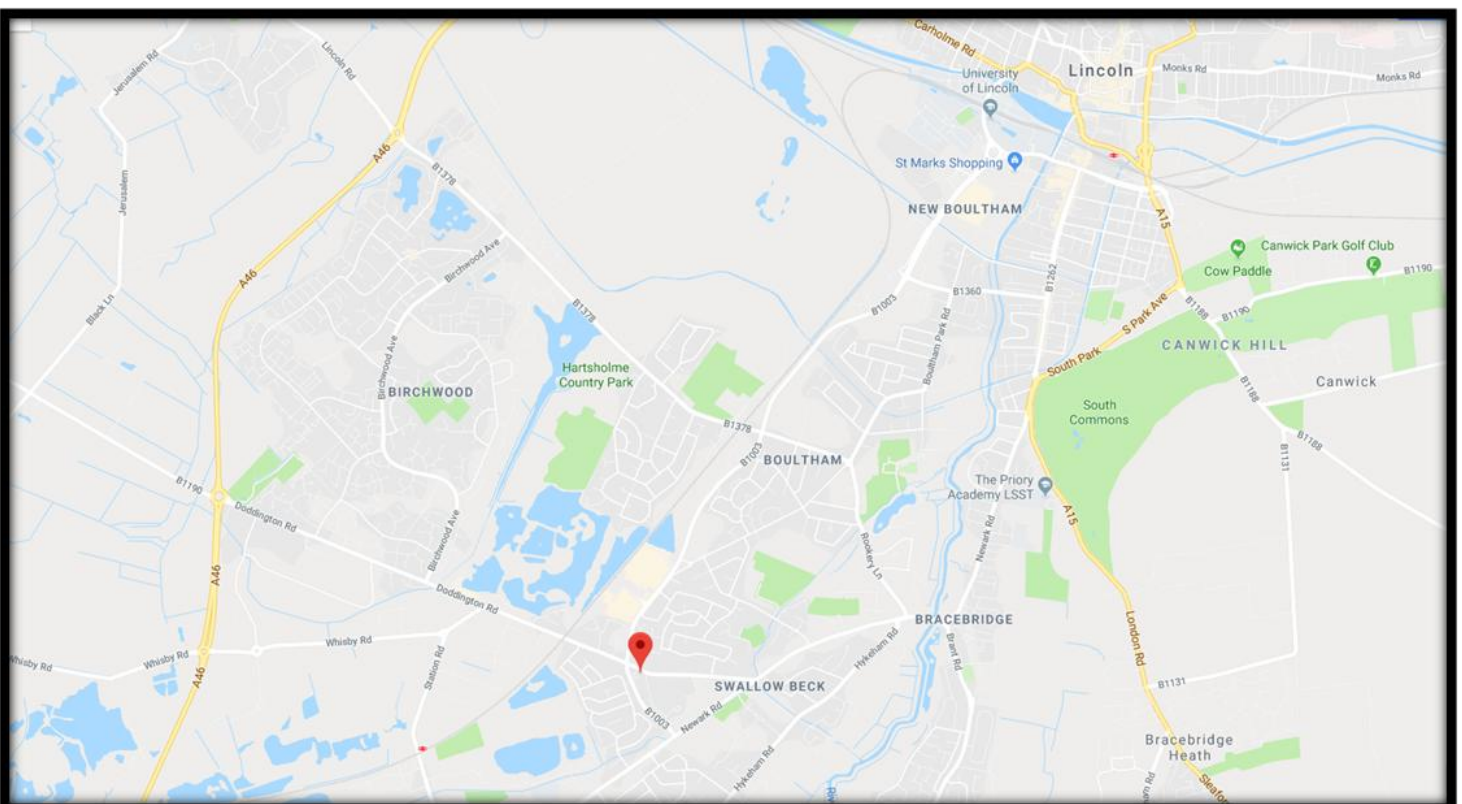 Carholme Rd
University
of Lincoln
Lincoln
Monks Rd
Monks Rd
Jerusalem Rd
Lincoln Rd
A46
A46
B1378
Jerusalem
St Marks Shopping
NEW BOULTHAM
A15
Canwick Park Golf Club
Cow Paddle
B1190
Birchwood Ave
A46
B1262
B1360
B1003
Black Ln
B1378
Boultham Park Rd
S Park Ave
B1188
B1190
CANWICK HILL
South Park
Birchwood Ave
Hartsholme
Country Park
BIRCHWOOD
Canwick
B1188
South
Commons
B1378
B1188
B1003
BOULTHAM
B1131
B1190
Doddington Rd
The Priory
Academy LSST
A15
Newark Rd
Birchwood Ave
Rookery Ln
A46
Doddington Rd
BRACEBRIDGE
London Rd
Whisby Rd
Whisby Rd
Hykeham Rd
Brant Rd
Station Rd
A46
SWALLOW BECK
B1131
B1003
Newark Rd
Bracebridge
Heath
Hykeham Rd